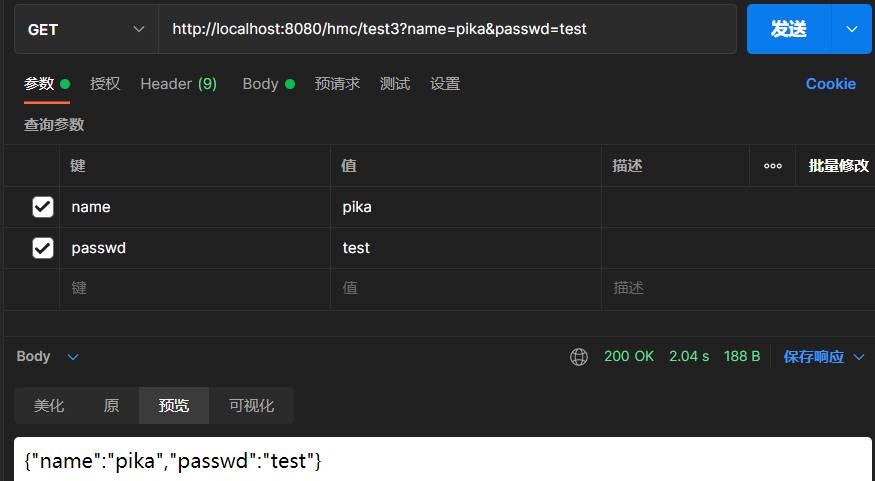 GET http://localhost:8080/hmc/test3?name=pika&passwd=test 发送
参数 授权 Header (9) Body 预请求 测试 设置 Cookie
查询参数
键 值 描述 批量修改
name pika
passwd test
键 值 描述
Body 200 OK 2.04 s 188 B 保存响应
美化 原 预览 可视化
{"name":"pika","passwd":"test"}